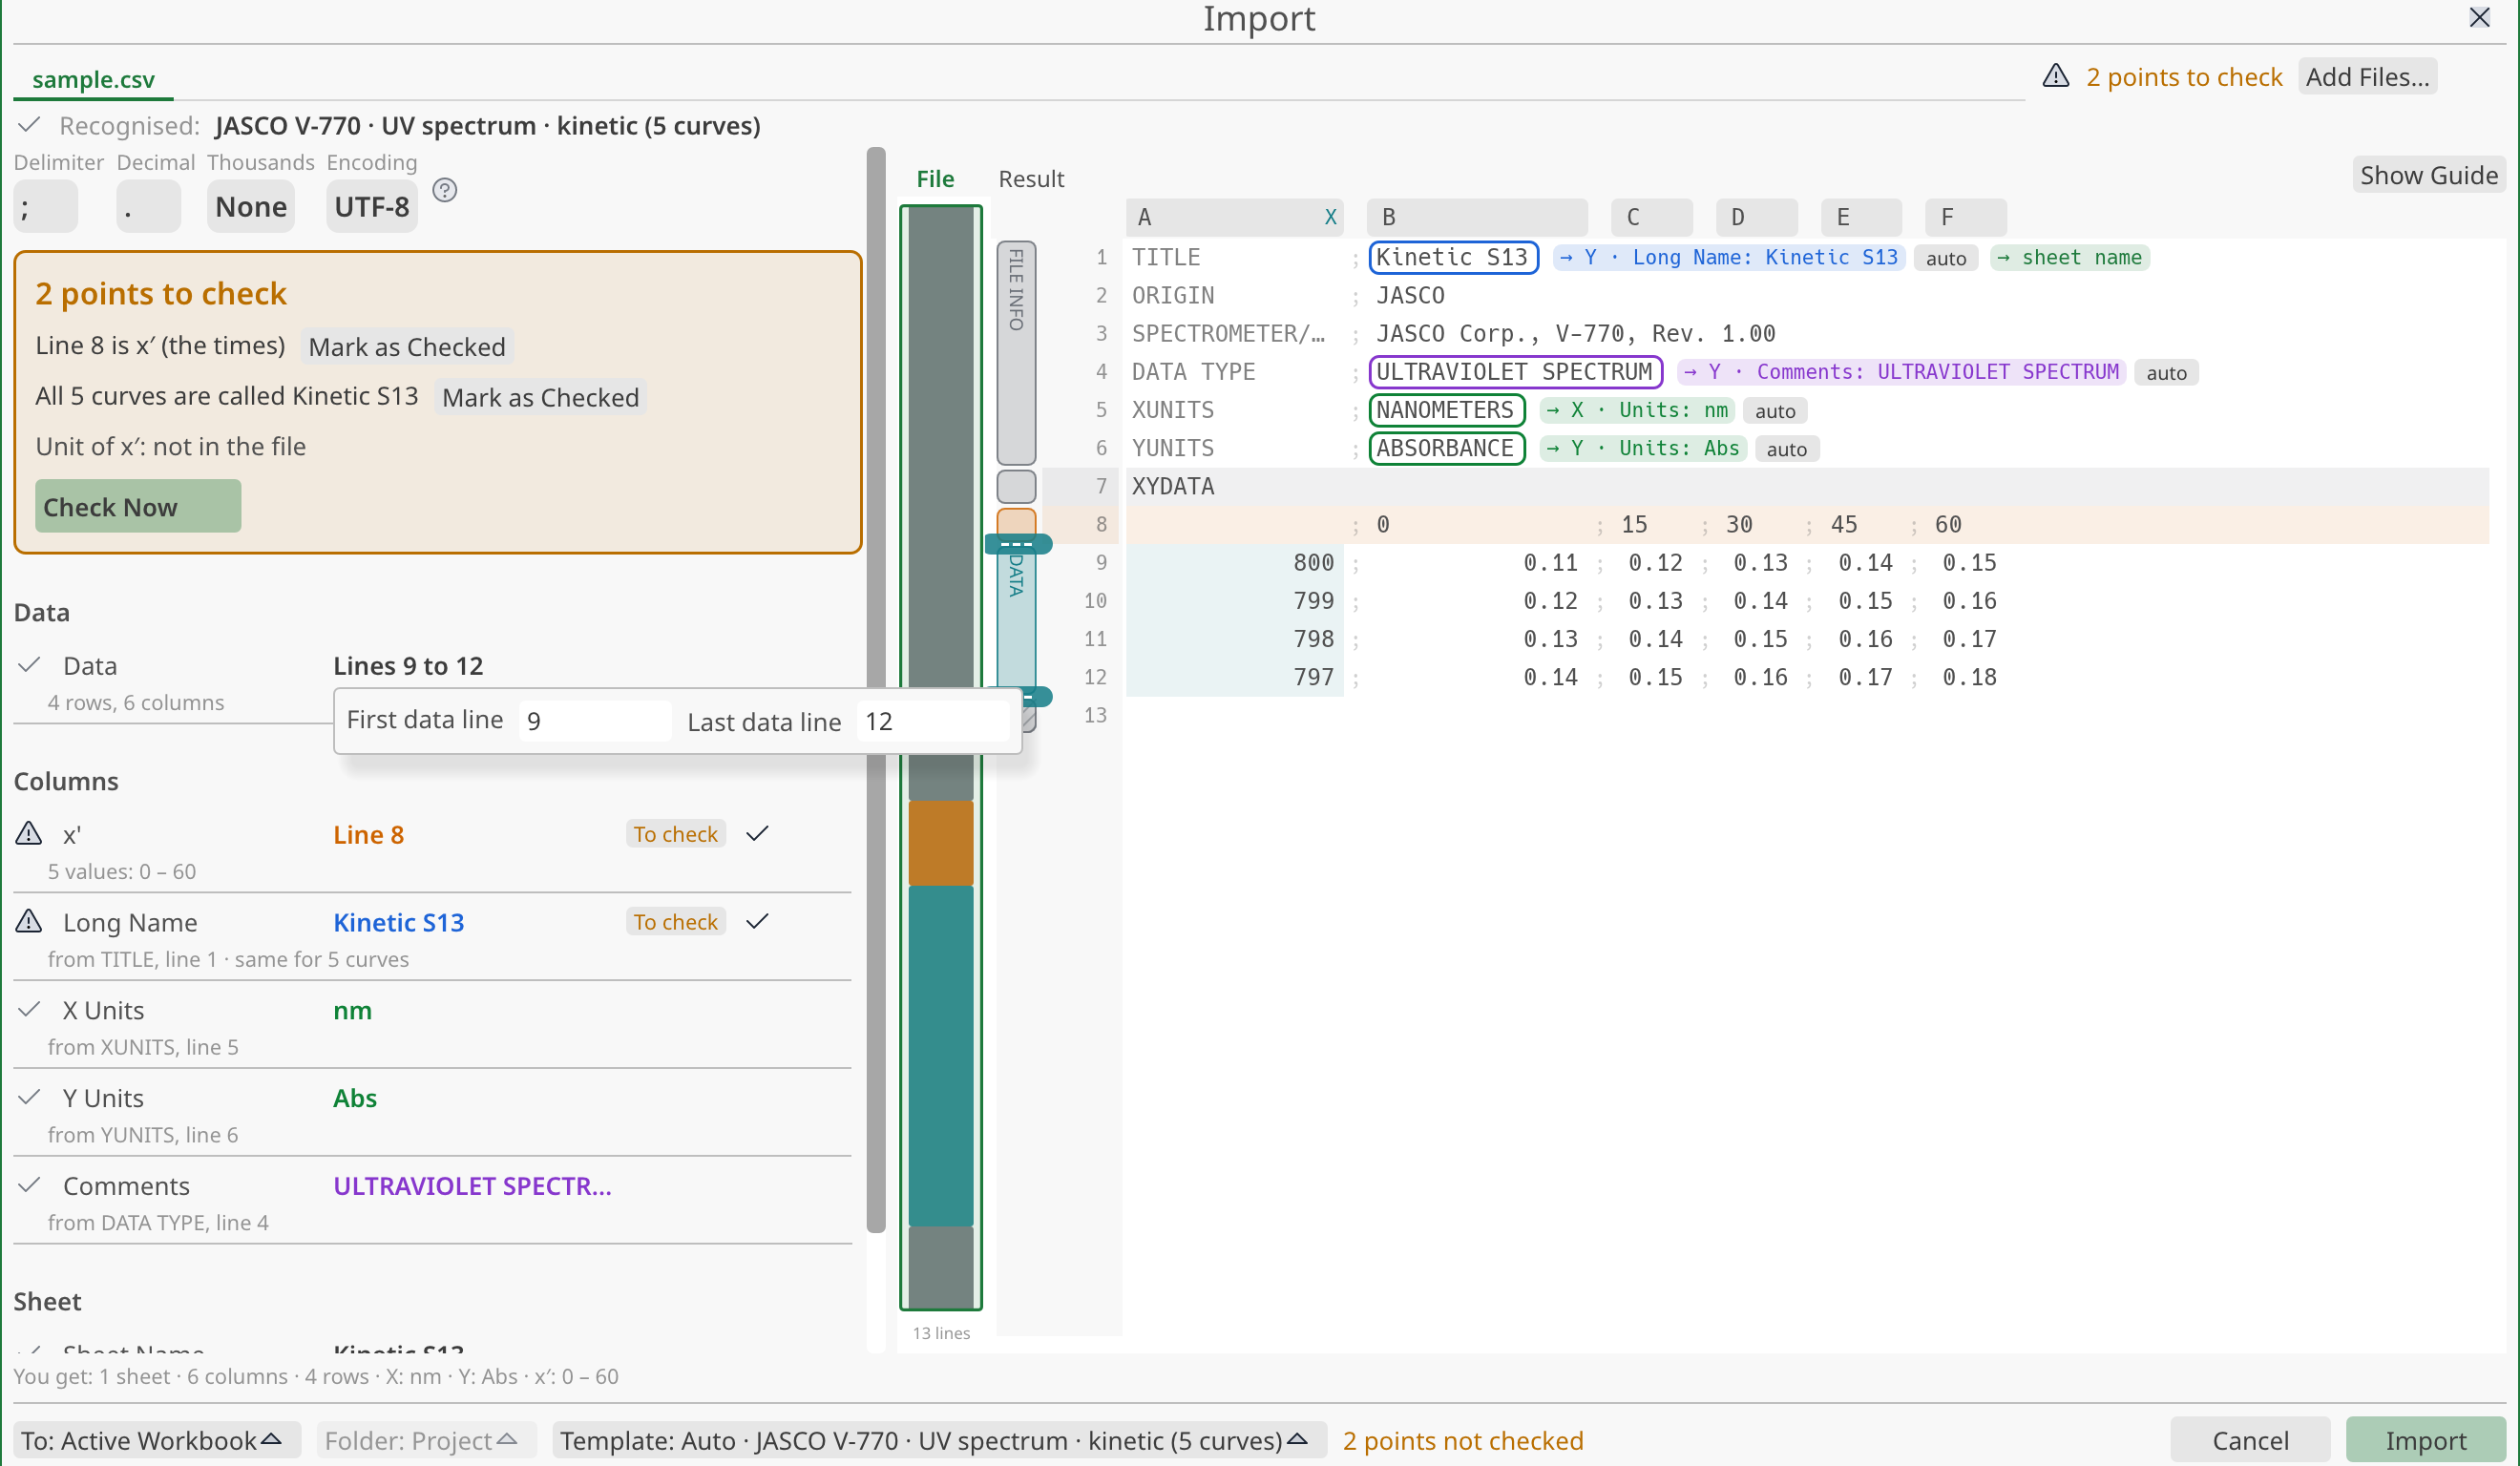 Import
sample.csv
2 points to check Add Files...
Recognised: JASCO V-770 · UV spectrum · kinetic (5 curves)
Delimiter Decimal Thousands Encoding
; . None UTF-8 ?
2 points to check
Line 8 is x′ (the times) Mark as Checked
All 5 curves are called Kinetic S13 Mark as Checked
Unit of x′: not in the file
Check Now
Data
Data Lines 9 to 12
4 rows, 6 columns
First data line 9 Last data line 12
Columns
x' Line 8 To check
5 values: 0 – 60
Long Name Kinetic S13 To check
from TITLE, line 1 · same for 5 curves
X Units nm
from XUNITS, line 5
Y Units Abs
from YUNITS, line 6
Comments ULTRAVIOLET SPECTR...
from DATA TYPE, line 4
Sheet
Sheet Name Kinetic S13
File Result Show Guide
A X B C D E F
FILE INFO
DATA
1 TITLE ; Kinetic S13 → Y · Long Name: Kinetic S13 auto → sheet name
2 ORIGIN ; JASCO
3 SPECTROMETER/… ; JASCO Corp., V-770, Rev. 1.00
4 DATA TYPE ; ULTRAVIOLET SPECTRUM → Y · Comments: ULTRAVIOLET SPECTRUM auto
5 XUNITS ; NANOMETERS → X · Units: nm auto
6 YUNITS ; ABSORBANCE → Y · Units: Abs auto
7 XYDATA
8 ; 0 ; 15 ; 30 ; 45 ; 60
9 800 ; 0.11 ; 0.12 ; 0.13 ; 0.14 ; 0.15
10 799 ; 0.12 ; 0.13 ; 0.14 ; 0.15 ; 0.16
11 798 ; 0.13 ; 0.14 ; 0.15 ; 0.16 ; 0.17
12 797 ; 0.14 ; 0.15 ; 0.16 ; 0.17 ; 0.18
13
13 lines
You get: 1 sheet · 6 columns · 4 rows · X: nm · Y: Abs · x′: 0 – 60
To: Active Workbook Folder: Project Template: Auto · JASCO V-770 · UV spectrum · kinetic (5 curves) 2 points not checked Cancel Import